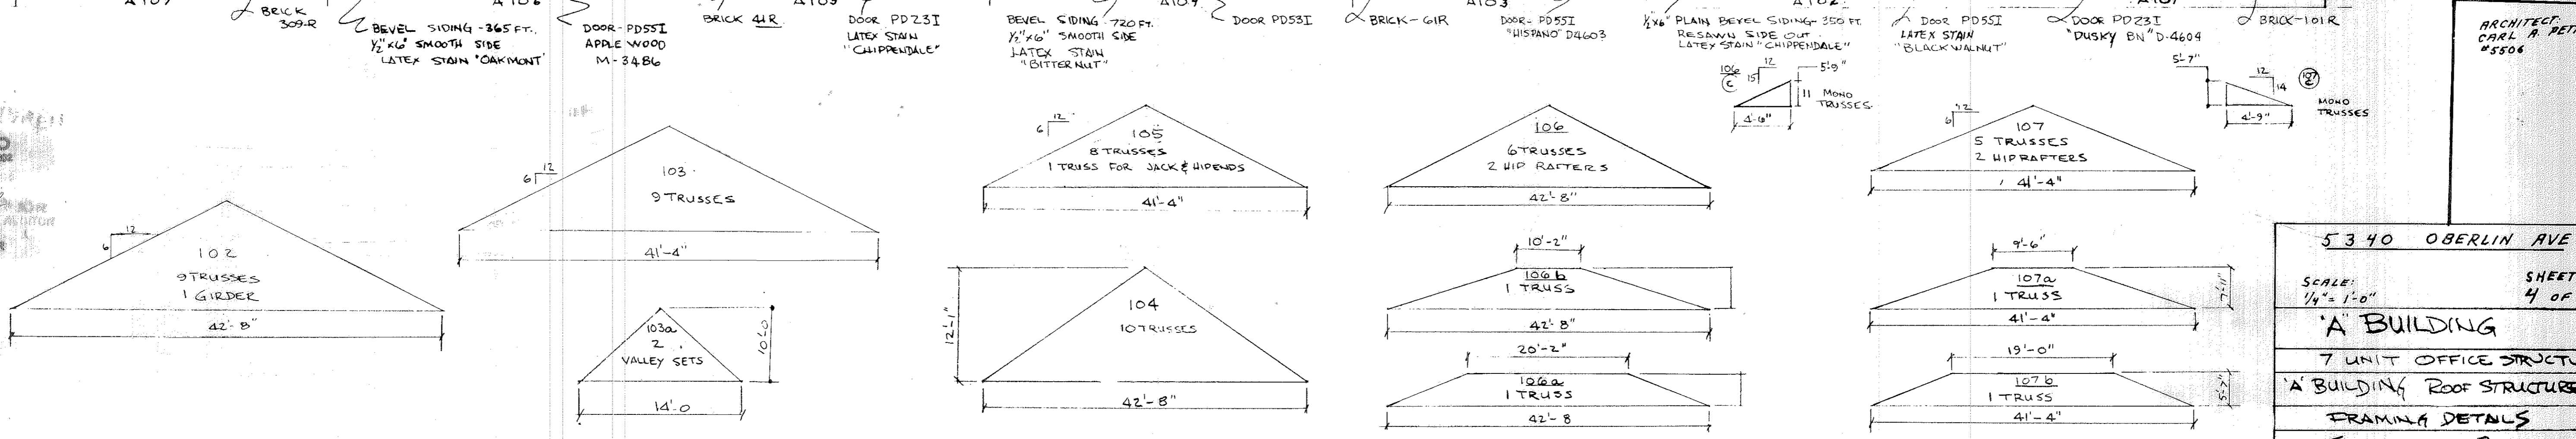 BRICK
309-R
BEVEL SIDING - 365 FT.
½"x6" SMOOTH SIDE
LATEX STAIN "OAKMONT"
DOOR - PD55I
APPLE WOOD
M-3486
BRICK 41R
DOOR PD23I
LATEX STAIN
"CHIPPENDALE"
BEVEL SIDING - 720 FT.
½"x6" SMOOTH SIDE
LATEX STAIN
"BITTERNUT"
DOOR PD53I
BRICK - 61R
DOOR - PD55I
"HISPANO" D4603
½"x6" PLAIN BEVEL SIDING - 350 FT.
RESAWN SIDE OUT.
LATEX STAIN "CHIPPENDALE"
DOOR PD55I
LATEX STAIN
"BLACK WALNUT"
DOOR PD23I
"DUSKY BN" D-4604
BRICK - 101R
ARCHITECT:
CARL A.
#5506
106
C
12
15
5'-9"
11 MONO
TRUSSES
4'-6"
5'-7"
12
14
MONO
TRUSSES
4'-9"
12
6
102
9 TRUSSES
1 GIRDER
42'-8"
12
6
103
9 TRUSSES
41'-4"
103a
2
VALLEY SETS
10'-0
14'-0
12
6
105
8 TRUSSES
1 TRUSS FOR JACK & HIP ENDS
41'-4"
104
10 TRUSSES
12'-1"
42'-8"
106
6 TRUSSES
2 HIP RAFTERS
42'-8"
10'-2"
106b
1 TRUSS
42'-8"
20'-2"
106a
1 TRUSS
42'-8
12
6
107
5 TRUSSES
2 HIP RAFTERS
41'-4"
9'-6"
107a
1 TRUSS
7'-11"
41'-4"
19'-0"
107b
1 TRUSS
5'-7"
41'-4"
5340 OBERLIN AVE
SCALE:
¼" = 1'-0"
SHEET
4 OF
"A" BUILDING
7 UNIT OFFICE STRUCTU
"A" BUILDING ROOF STRUCTURE
FRAMING DETAILS